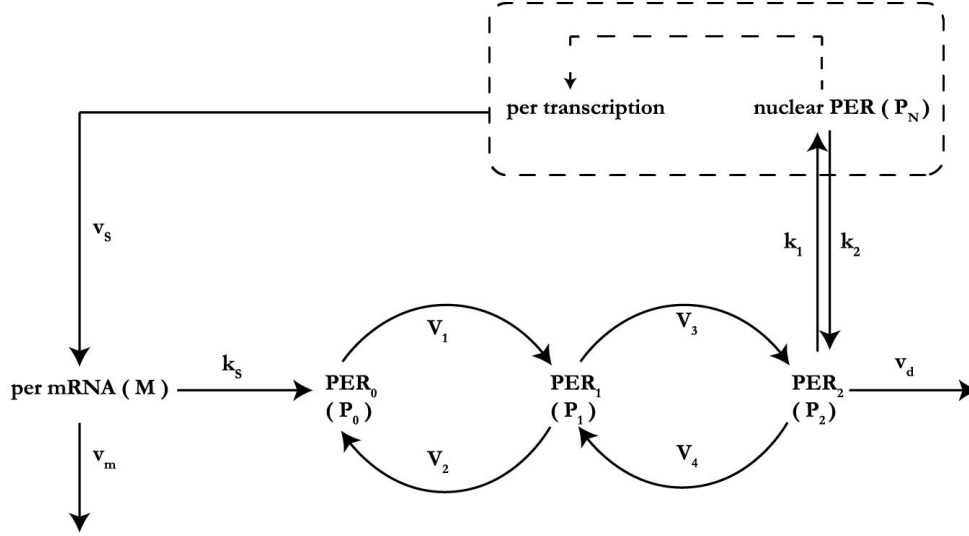 per transcription
nuclear PER ( P_N )
v_s
k_1
k_2
V_1
V_3
k_s
v_d
per mRNA ( M )
PER_0
( P_0 )
PER_1
( P_1 )
PER_2
( P_2 )
v_m
V_2
V_4